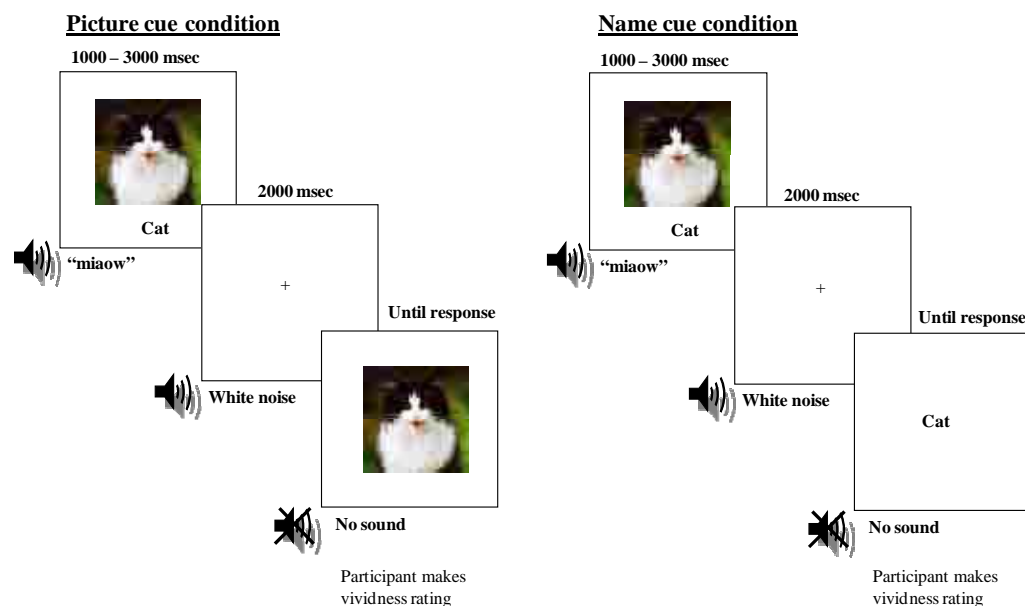 Picture cue condition
1000 – 3000 msec
Cat
“miaow”
2000 msec
+
White noise
Until response
No sound
Participant makes
vividness rating
Name cue condition
1000 – 3000 msec
Cat
“miaow”
2000 msec
+
White noise
Until response
Cat
No sound
Participant makes
vividness rating